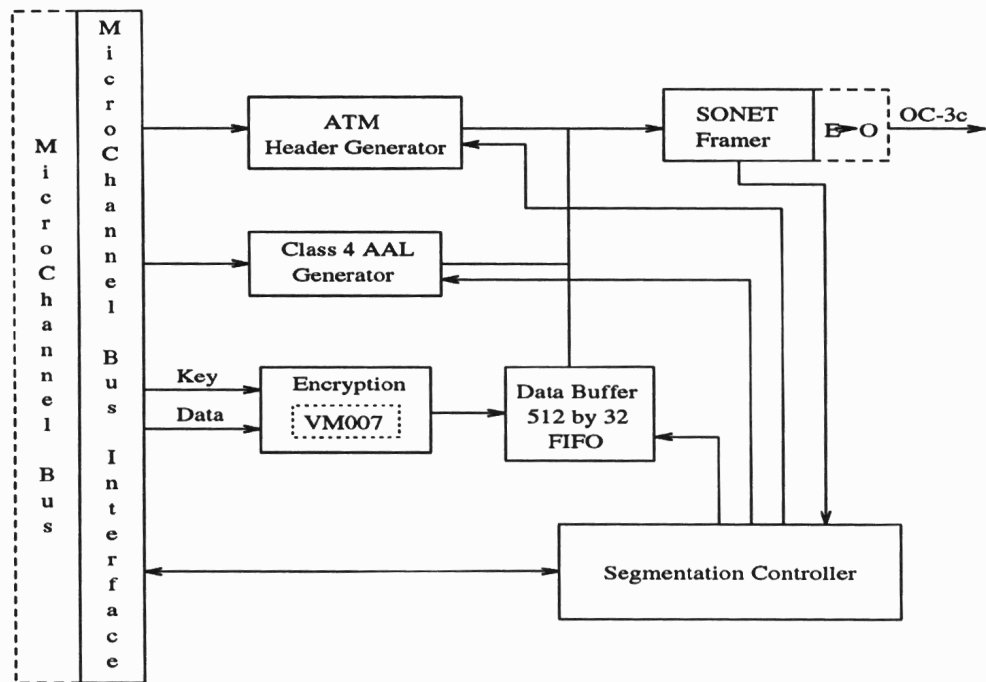 MicroChannel Bus
MicroChannel Bus Interface
ATM
Header Generator
SONET
Framer
E O
OC-3c
Class 4 AAL
Generator
Key
Data
Encryption
VM007
Data Buffer
512 by 32
FIFO
Segmentation Controller